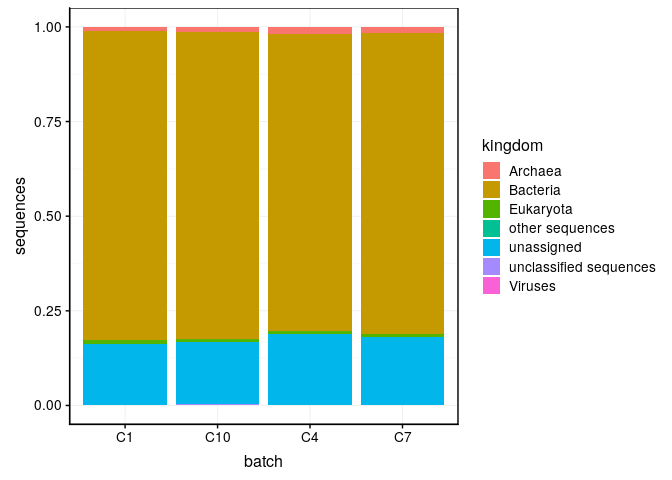 1.00
0.75
0.50
0.25
0.00
sequences
C1 C10 C4 C7
batch
kingdom
Archaea
Bacteria
Eukaryota
other sequences
unassigned
unclassified sequences
Viruses